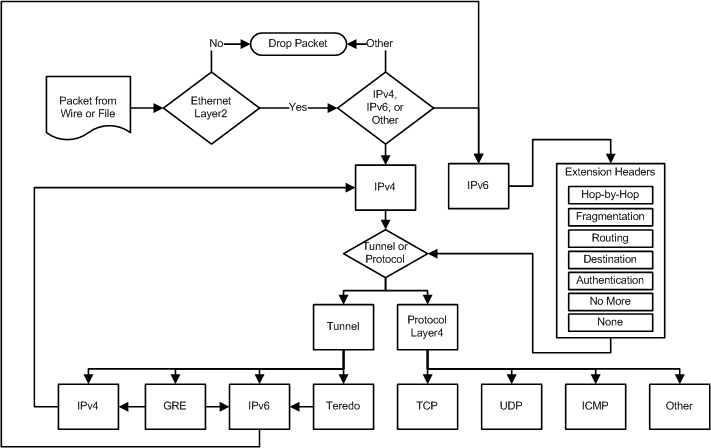 No
Drop Packet
Other
Packet from
Wire or File
Ethernet
Layer2
Yes
IPv4,
IPv6, or
Other
IPv4
IPv6
Extension Headers
Hop-by-Hop
Fragmentation
Routing
Destination
Authentication
No More
None
Tunnel or
Protocol
Tunnel
Protocol
Layer4
IPv4
GRE
IPv6
Teredo
TCP
UDP
ICMP
Other